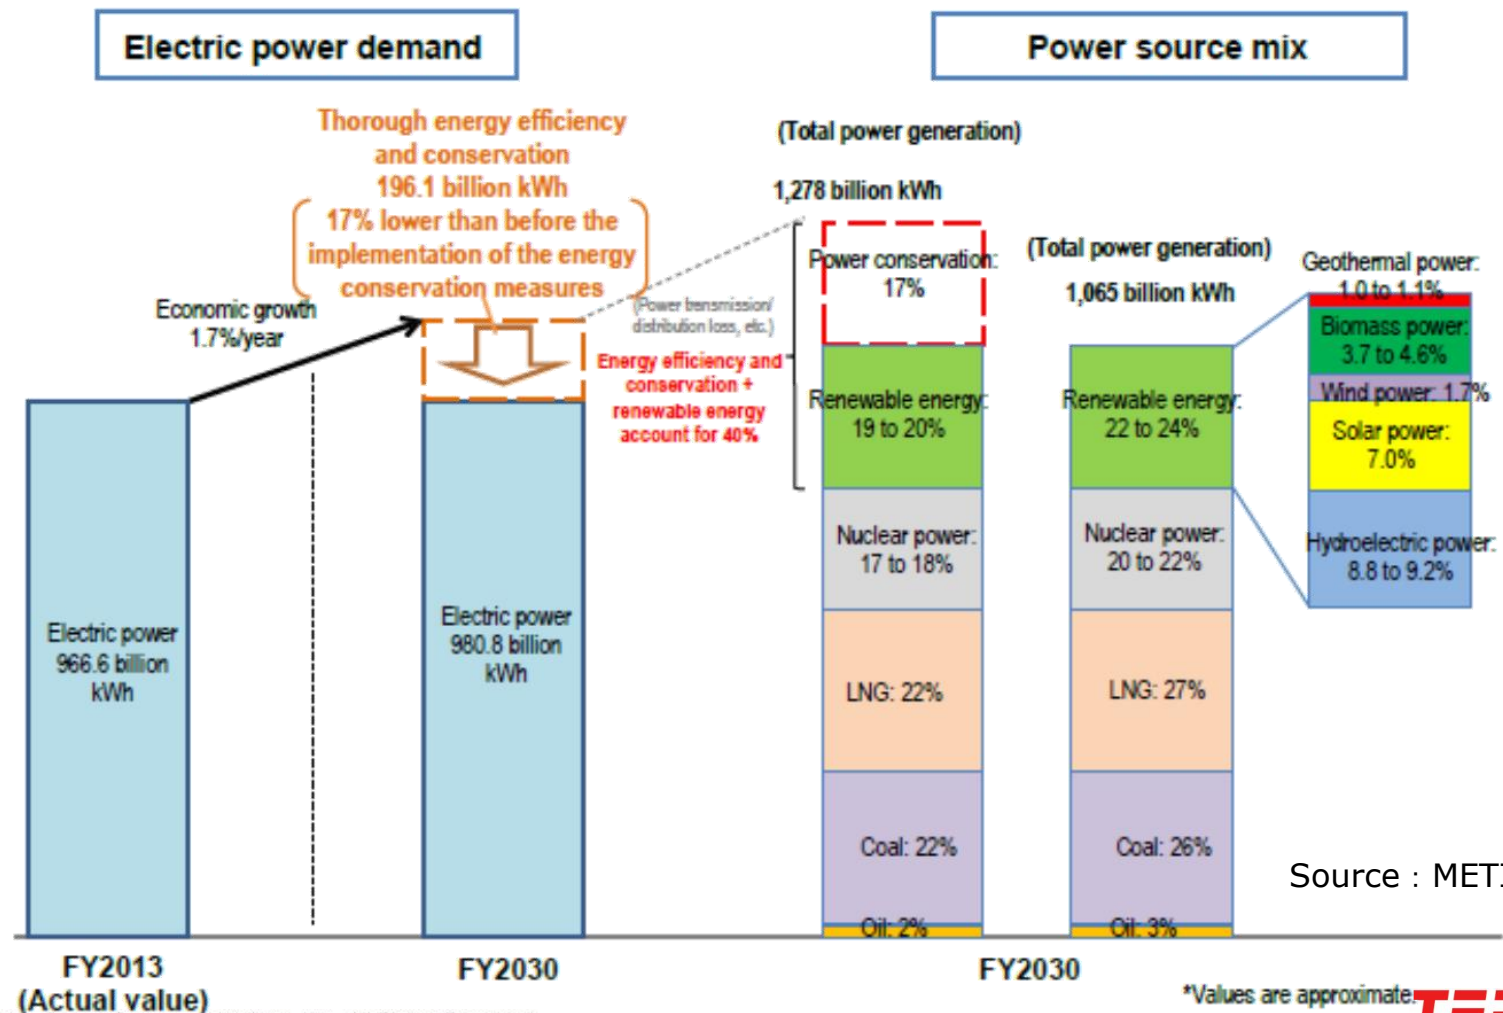 Electric power demand
Power source mix
Thorough energy efficiency
and conservation
196.1 billion kWh
17% lower than before the
implementation of the energy
conservation measures
Economic growth
1.7%/year
(Power transmission/
distribution loss, etc.)
Energy efficiency and
conservation +
renewable energy
account for 40%
Electric power
966.6 billion
kWh
Electric power
980.8 billion
kWh
(Total power generation)
1,278 billion kWh
Power conservation:
17%
Renewable energy:
19 to 20%
Nuclear power:
17 to 18%
LNG: 22%
Coal: 22%
Oil: 2%
(Total power generation)
1,065 billion kWh
Renewable energy:
22 to 24%
Nuclear power:
20 to 22%
LNG: 27%
Coal: 26%
Oil: 3%
Geothermal power:
1.0 to 1.1%
Biomass power:
3.7 to 4.6%
Wind power: 1.7%
Solar power:
7.0%
Hydroelectric power:
8.8 to 9.2%
Source : METI
FY2013
(Actual value)
FY2030
FY2030
*Values are approximate.